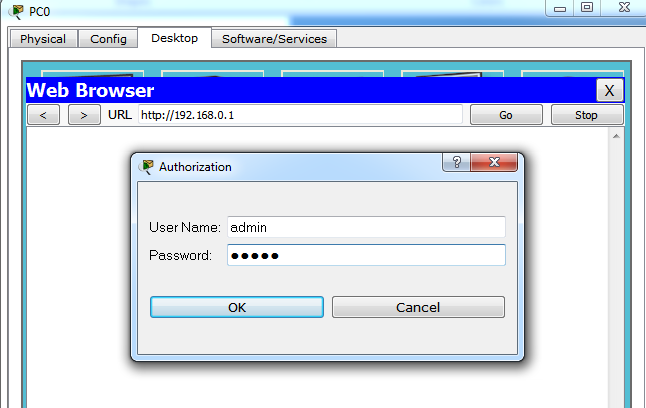 PC0
Physical Config Desktop Software/Services
Web Browser X
< > URL http://192.168.0.1 Go Stop
Authorization ?
User Name: admin
Password: ●●●●●
OK Cancel